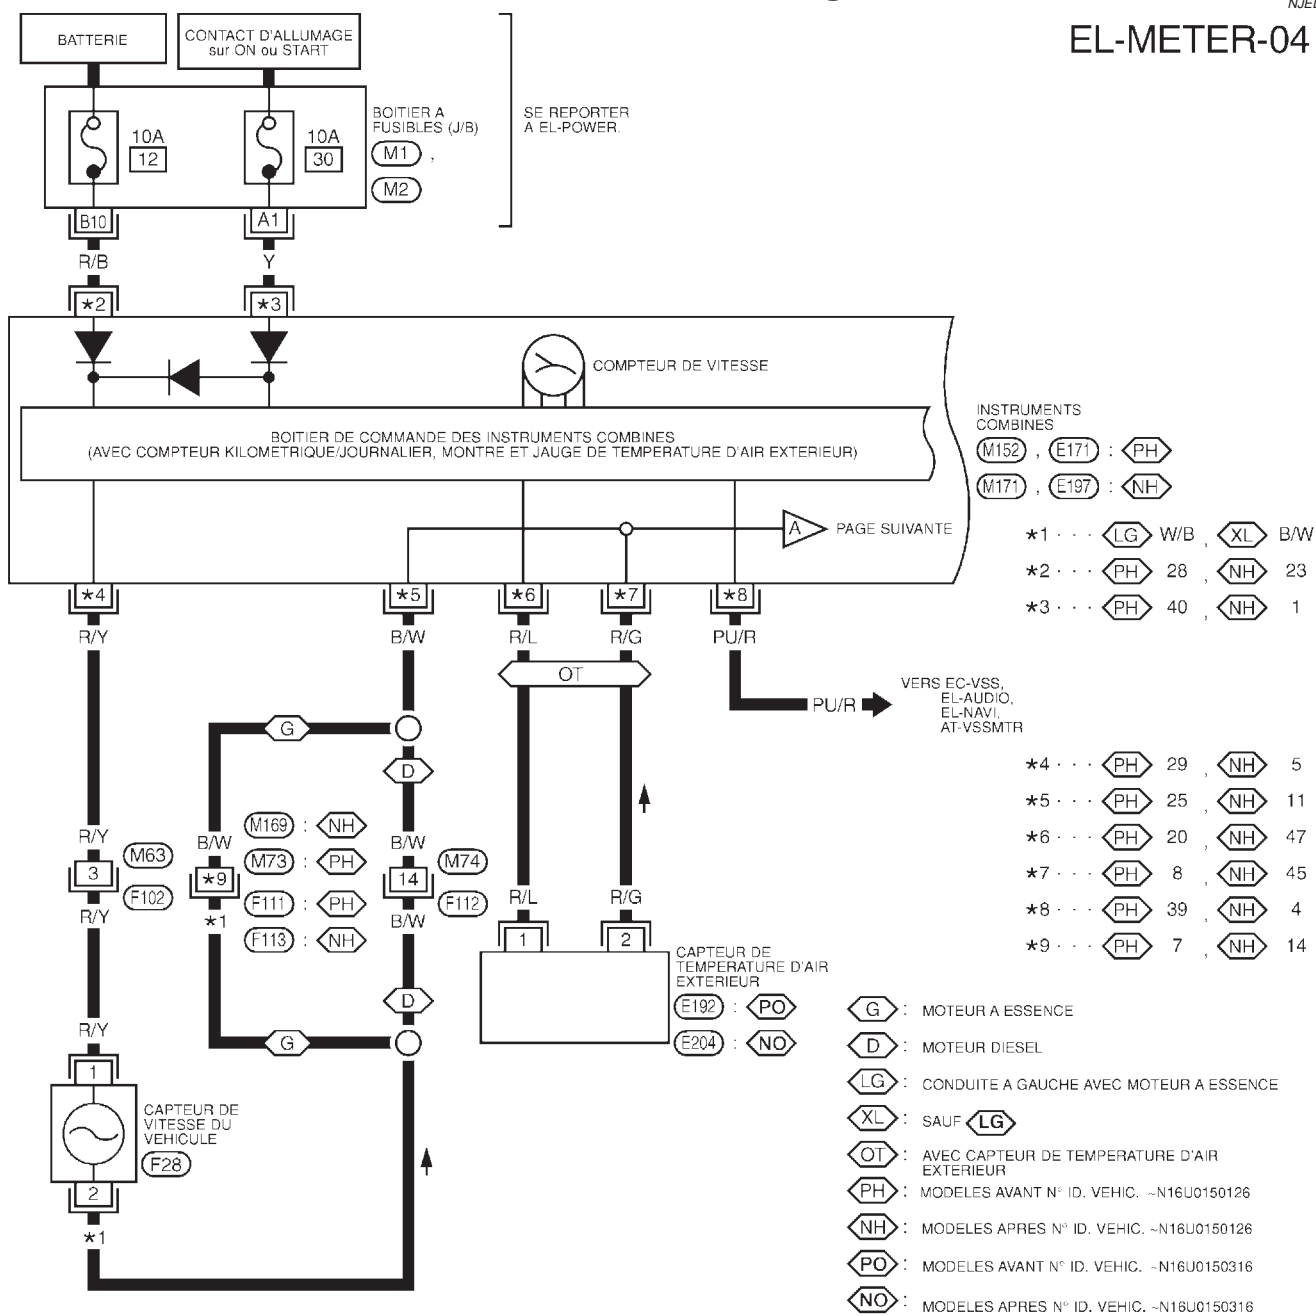 NJEL
EL-METER-04
BATTERIE
CONTACT D'ALLUMAGE
sur ON ou START
BOITIER A
FUSIBLES (J/B)
M1 ,
M2
SE REPORTER
A EL-POWER.
10A
12
10A
30
B10
A1
R/B
Y
★2
★3
COMPTEUR DE VITESSE
BOITIER DE COMMANDE DES INSTRUMENTS COMBINES
(AVEC COMPTEUR KILOMETRIQUE/JOURNALIER, MONTRE ET JAUGE DE TEMPERATURE D'AIR EXTERIEUR)
INSTRUMENTS
COMBINES
M152 , E171 : PH
M171 , E197 : NH
A PAGE SUIVANTE
★1 · · · LG W/B , XL B/W
★2 · · · PH 28 , NH 23
★3 · · · PH 40 , NH 1
★4
★5
★6
★7
★8
R/Y
B/W
R/L
R/G
PU/R
OT
PU/R
VERS EC-VSS,
EL-AUDIO,
EL-NAVI,
AT-VSSMTR
G
D
★4 · · · PH 29 , NH 5
★5 · · · PH 25 , NH 11
★6 · · · PH 20 , NH 47
★7 · · · PH 8 , NH 45
★8 · · · PH 39 , NH 4
★9 · · · PH 7 , NH 14
R/Y
3
R/Y
M63
F102
B/W
★9
★1
M169 : NH
M73 : PH
F111 : PH
F113 : NH
B/W
14
B/W
M74
F112
R/L
R/G
1
2
CAPTEUR DE
TEMPERATURE D'AIR
EXTERIEUR
E192 : PO
E204 : NO
D
G
R/Y
1
CAPTEUR DE
VITESSE DU
VEHICULE
F28
2
★1
G : MOTEUR A ESSENCE
D : MOTEUR DIESEL
LG : CONDUITE A GAUCHE AVEC MOTEUR A ESSENCE
XL : SAUF LG
OT : AVEC CAPTEUR DE TEMPERATURE D'AIR
EXTERIEUR
PH : MODELES AVANT N° ID. VEHIC. ~N16U0150126
NH : MODELES APRES N° ID. VEHIC. ~N16U0150126
PO : MODELES AVANT N° ID. VEHIC. ~N16U0150316
NO : MODELES APRES N° ID. VEHIC. ~N16U0150316